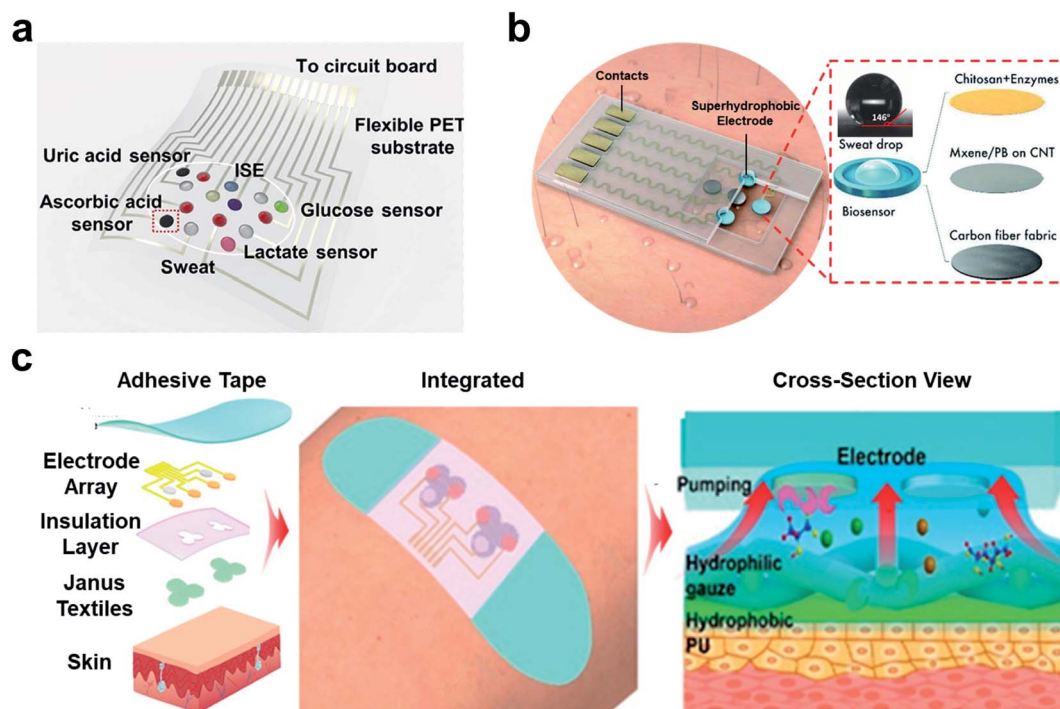 a
To circuit board
Flexible PET
substrate
Uric acid sensor
ISE
Ascorbic acid
sensor
Glucose sensor
Lactate sensor
Sweat
b
Contacts
Superhydrophobic
Electrode
146°
Sweat drop
Biosensor
Chitosan+Enzymes
Mxene/PB on CNT
Carbon fiber fabric
c
Adhesive Tape
Electrode
Array
Insulation
Layer
Janus
Textiles
Skin
Integrated
Cross-Section View
Electrode
Pumping
Hydrophilic
gauze
Hydrophobic
PU